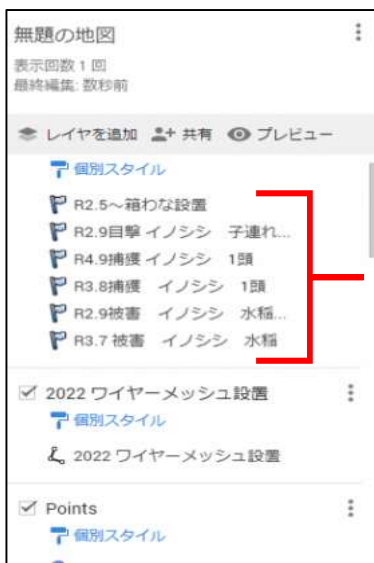 無題の地図
表示回数 1 回
最終編集: 数秒前
レイヤを追加 共有 プレビュー
個別スタイル
R2.5～箱わな設置
R2.9目撃 イノシシ　子連れ...
R4.9捕獲 イノシシ　1頭
R3.8捕獲　イノシシ　1頭
R2.9被害　イノシシ　水稲...
R3.7 被害　イノシシ　水稲
2022 ワイヤーメッシュ設置
個別スタイル
2022 ワイヤーメッシュ設置
Points
個別スタイル